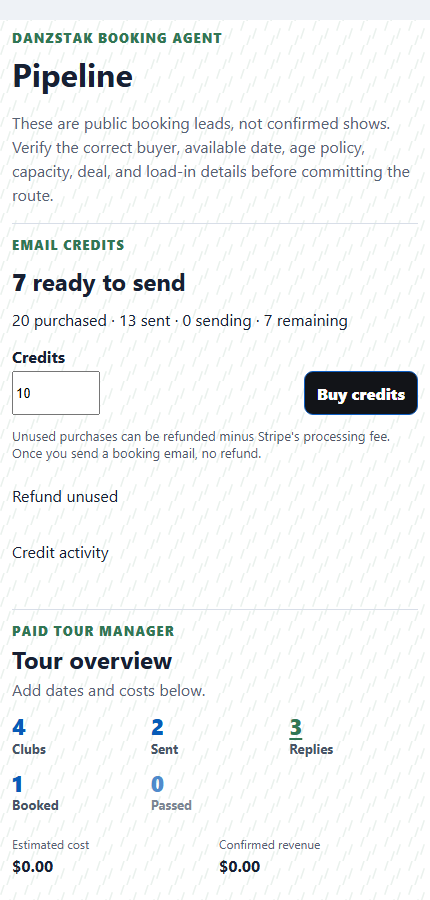 DANZSTAK BOOKING AGENT
Pipeline
These are public booking leads, not confirmed shows.
Verify the correct buyer, available date, age policy,
capacity, deal, and load-in details before committing the
route.
EMAIL CREDITS
7 ready to send
20 purchased · 13 sent · 0 sending · 7 remaining
Credits
10
Buy credits
Unused purchases can be refunded minus Stripe's processing fee.
Once you send a booking email, no refund.
Refund unused
Credit activity
PAID TOUR MANAGER
Tour overview
Add dates and costs below.
4 2 3
Clubs Sent Replies
1 0
Booked Passed
Estimated cost Confirmed revenue
$0.00 $0.00